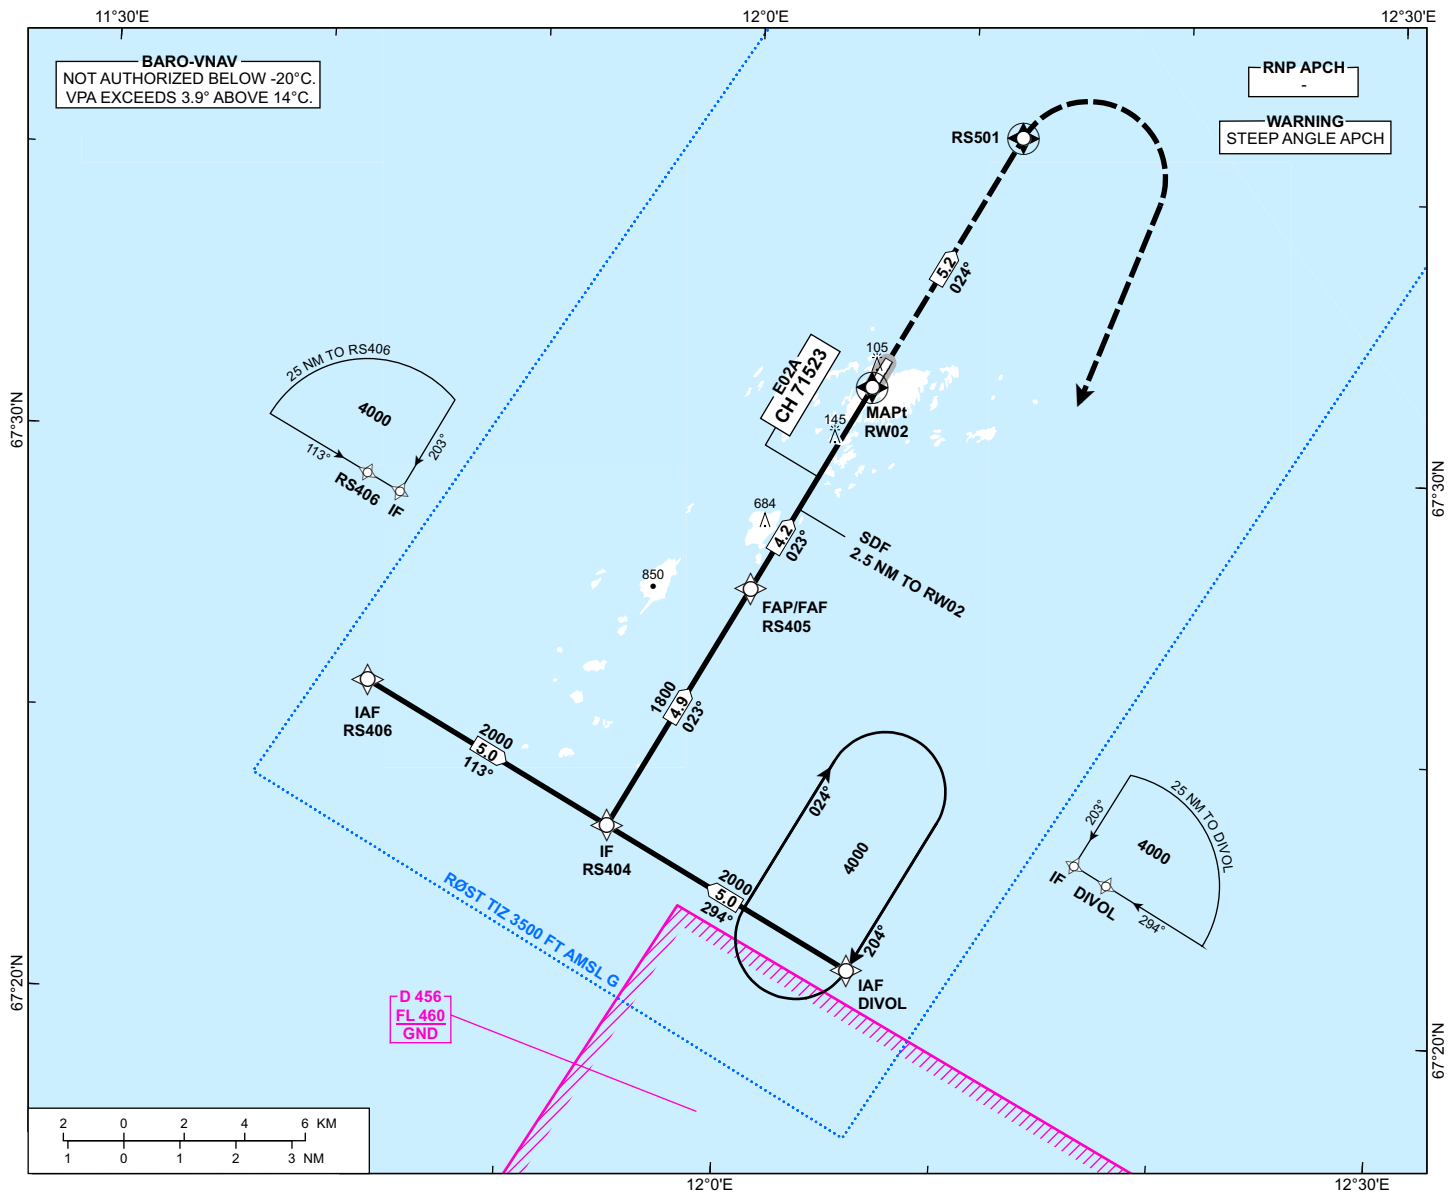 11°30'E
12°0'E
12°30'E
BARO-VNAV
NOT AUTHORIZED BELOW -20°C.
VPA EXCEEDS 3.9° ABOVE 14°C.
RNP APCH
-
WARNING
STEEP ANGLE APCH
RS501
5.2
024°
E02A
CH 71523
105
MAPt
RW02
145
25 NM TO RS406
4000
113°
203°
RS406
IF
67°30'N
67°30'N
684
4.2
023°
SDF
2.5 NM TO RW02
850
FAP/FAF
RS405
1800
4.9
023°
IAF
RS406
2000
5.0
113°
IF
RS404
024°
4000
204°
2000
5.0
294°
IAF
DIVOL
25 NM TO DIVOL
203°
4000
IF
DIVOL
294°
RØST TIZ 3500 FT AMSL G
67°20'N
67°20'N
D 456
FL 460
GND
2 0 2 4 6 KM
1 0 1 2 3 NM
12°0'E
12°30'E